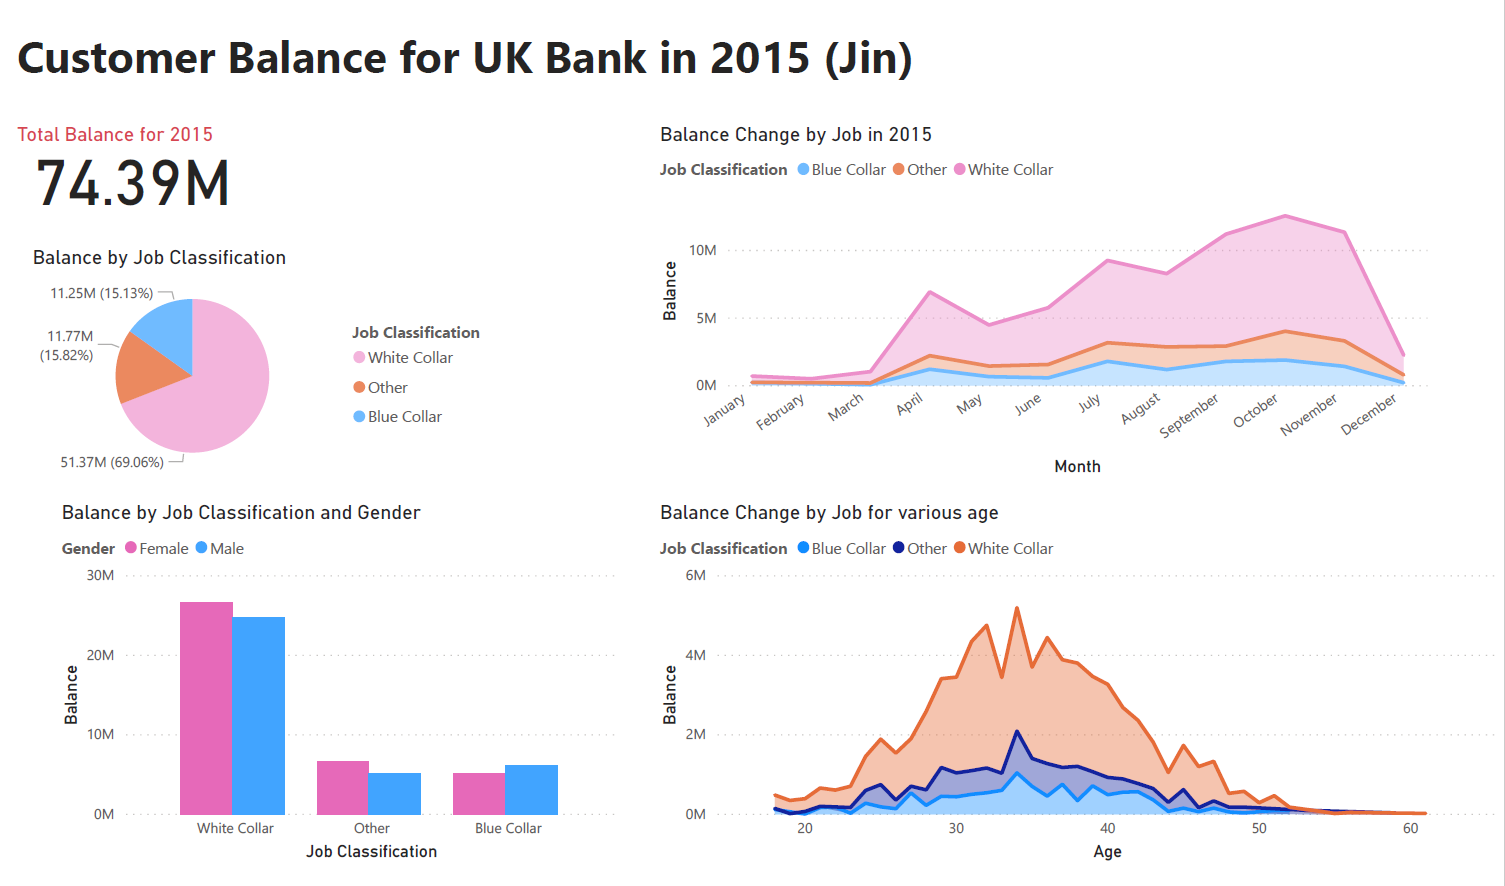 Customer Balance for UK Bank in 2015 (Jin)
Total Balance for 2015
74.39M
Balance by Job Classification
11.25M (15.13%)
11.77M
(15.82%)
51.37M (69.06%)
Job Classification
White Collar
Other
Blue Collar
Balance Change by Job in 2015
Job Classification Blue Collar Other White Collar
Balance
10M
5M
0M
January February March April May June July August September October November December
Month
Balance by Job Classification and Gender
Gender Female Male
Balance
30M
20M
10M
0M
White Collar Other Blue Collar
Job Classification
Balance Change by Job for various age
Job Classification Blue Collar Other White Collar
Balance
6M
4M
2M
0M
20 30 40 50 60
Age